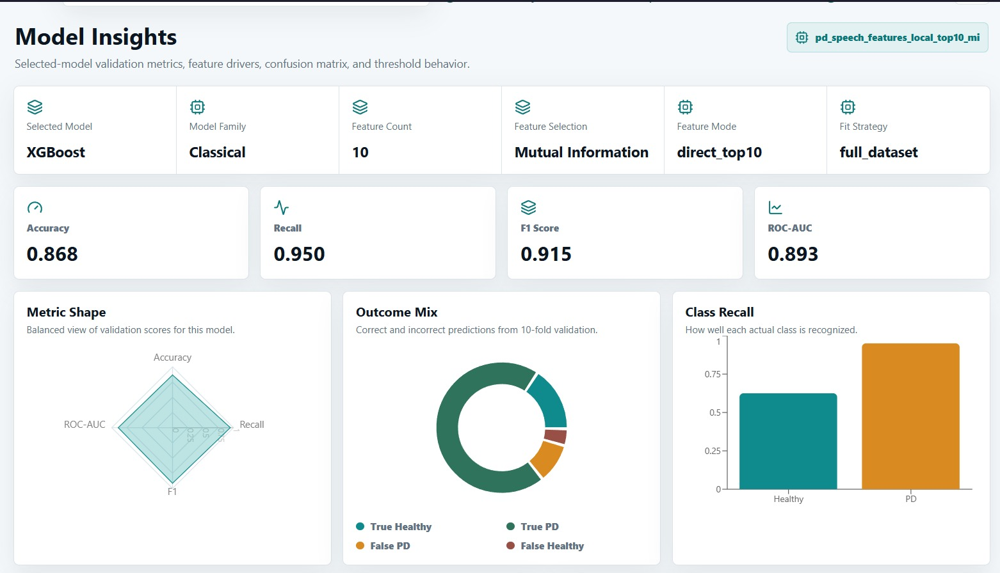 Model Insights
pd_speech_features_local_top10_mi
Selected-model validation metrics, feature drivers, confusion matrix, and threshold behavior.
Selected Model
XGBoost
Model Family
Classical
Feature Count
10
Feature Selection
Mutual Information
Feature Mode
direct_top10
Fit Strategy
full_dataset
Accuracy
0.868
Recall
0.950
F1 Score
0.915
ROC-AUC
0.893
Metric Shape
Balanced view of validation scores for this model.
Accuracy
ROC-AUC
Recall
0
0.25
0.5
0.75
1
F1
Outcome Mix
Correct and incorrect predictions from 10-fold validation.
True Healthy
True PD
False PD
False Healthy
Class Recall
How well each actual class is recognized.
1
0.75
0.5
0.25
0
Healthy
PD